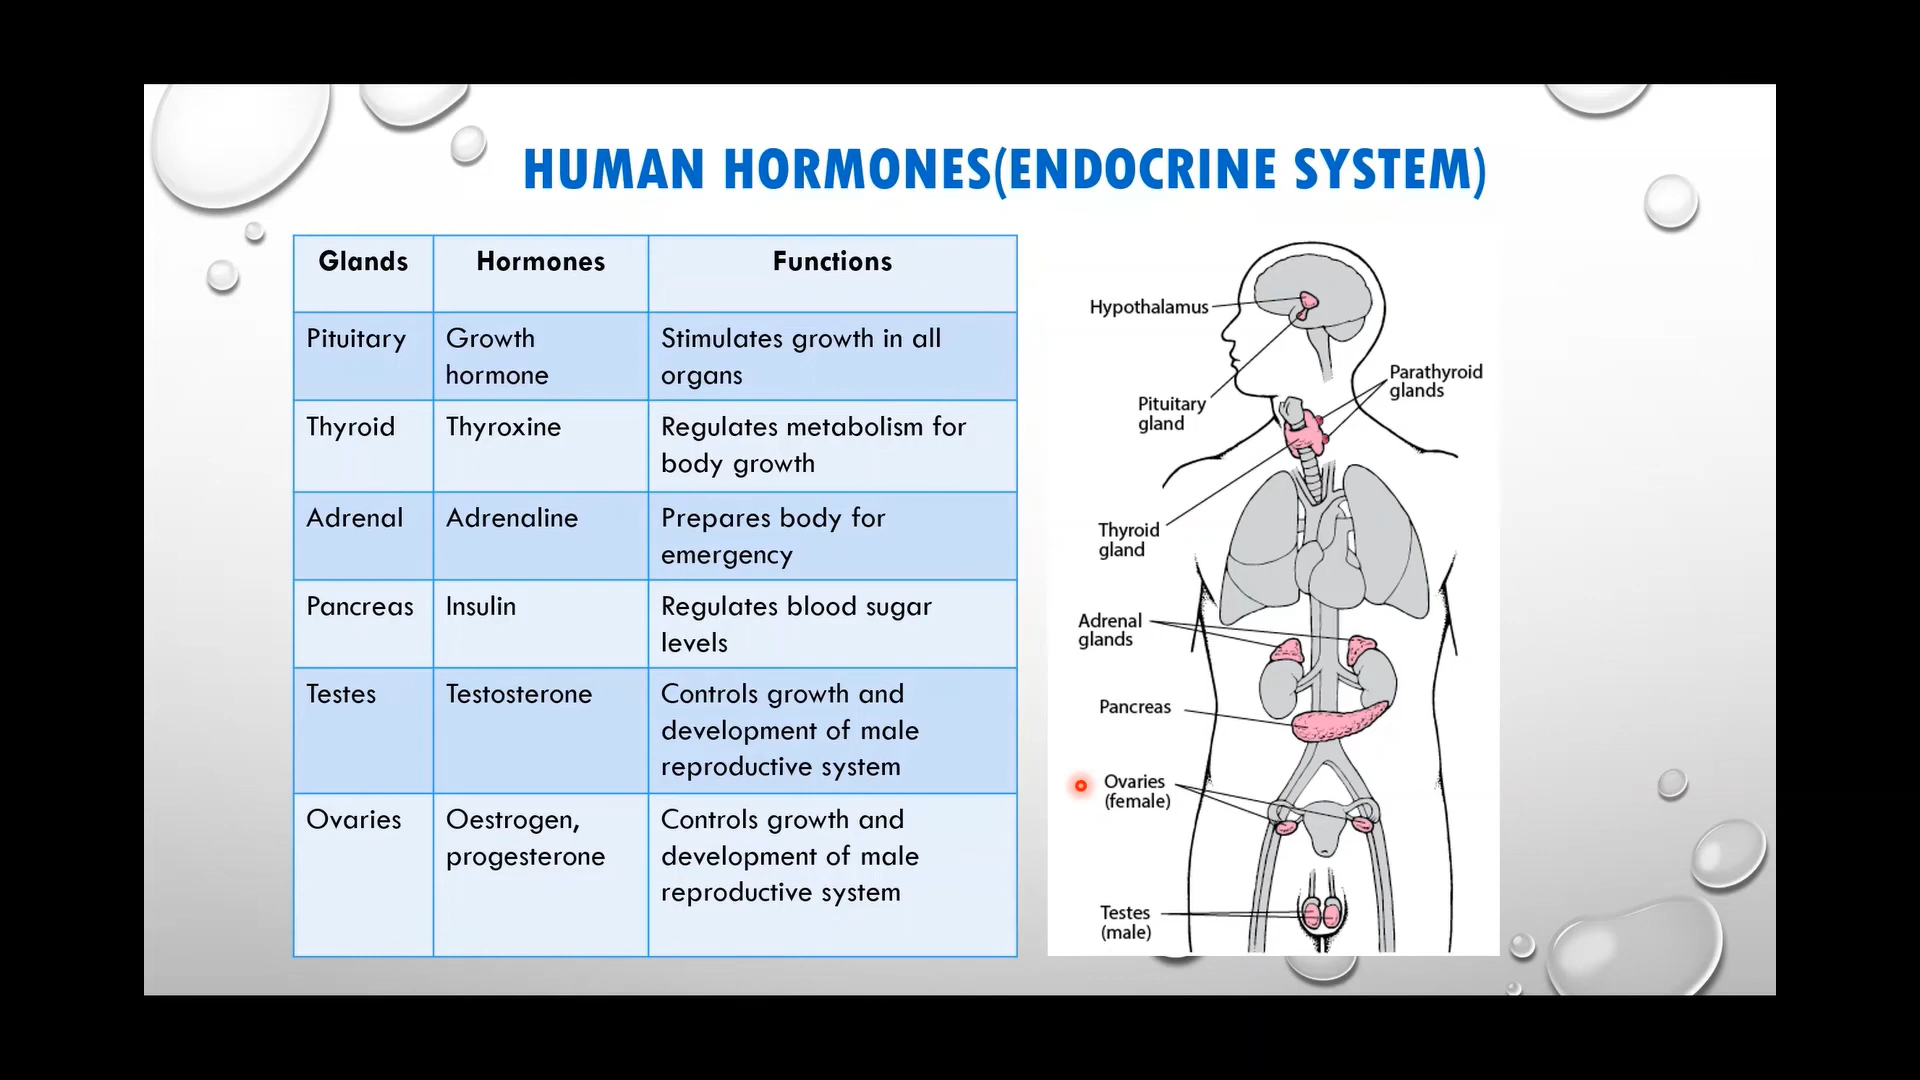 HUMAN HORMONES(ENDOCRINE SYSTEM)
Glands Hormones Functions
Pituitary
Growth
hormone
Stimulates growth in all
organs
Thyroid
Thyroxine
Regulates metabolism for
body growth
Adrenal
Adrenaline
Prepares body for
emergency
Pancreas
Insulin
Regulates blood sugar
levels
Testes
Testosterone
Controls growth and
development of male
reproductive system
Ovaries
Oestrogen,
progesterone
Controls growth and
development of male
reproductive system
Hypothalamus
Parathyroid
glands
Pituitary
gland
Thyroid
gland
Adrenal
glands
Pancreas
Ovaries
(female)
Testes
(male)